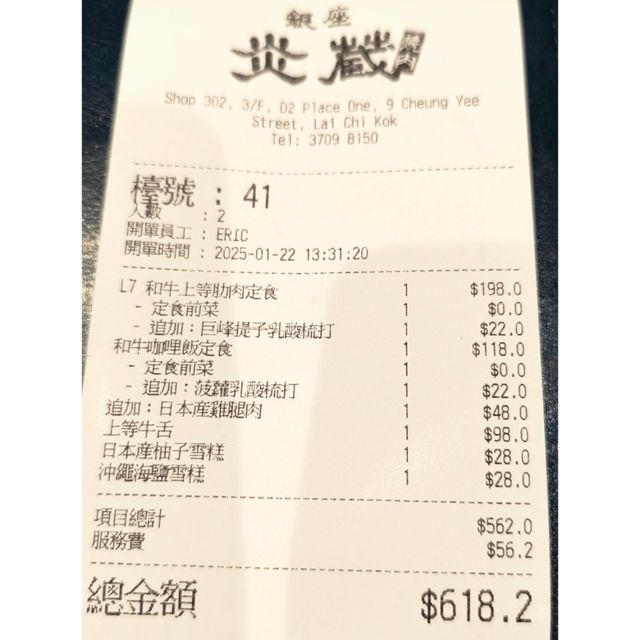 銀座
炎蔵
燒肉
Shop 302, 3/F, D2 Place One, 9 Cheung Yee
Street, Lai Chi Kok
Tel: 3709 8150
檯號 : 41
人數 : 2
開單員工 : ERIC
開單時間 : 2025-01-22 13:31:20
L7 和牛上等肋肉定食 1 $198.0
- 定食前菜 1 $0.0
- 追加：巨峰提子乳酸梳打 1 $22.0
和牛咖哩飯定食 1 $118.0
- 定食前菜 1 $0.0
- 追加：菠蘿乳酸梳打 1 $22.0
追加：日本産雞腿肉 1 $48.0
上等牛舌 1 $98.0
日本産柚子雪糕 1 $28.0
沖繩海鹽雪糕 1 $28.0
項目總計 $562.0
服務費 $56.2
總金額 $618.2